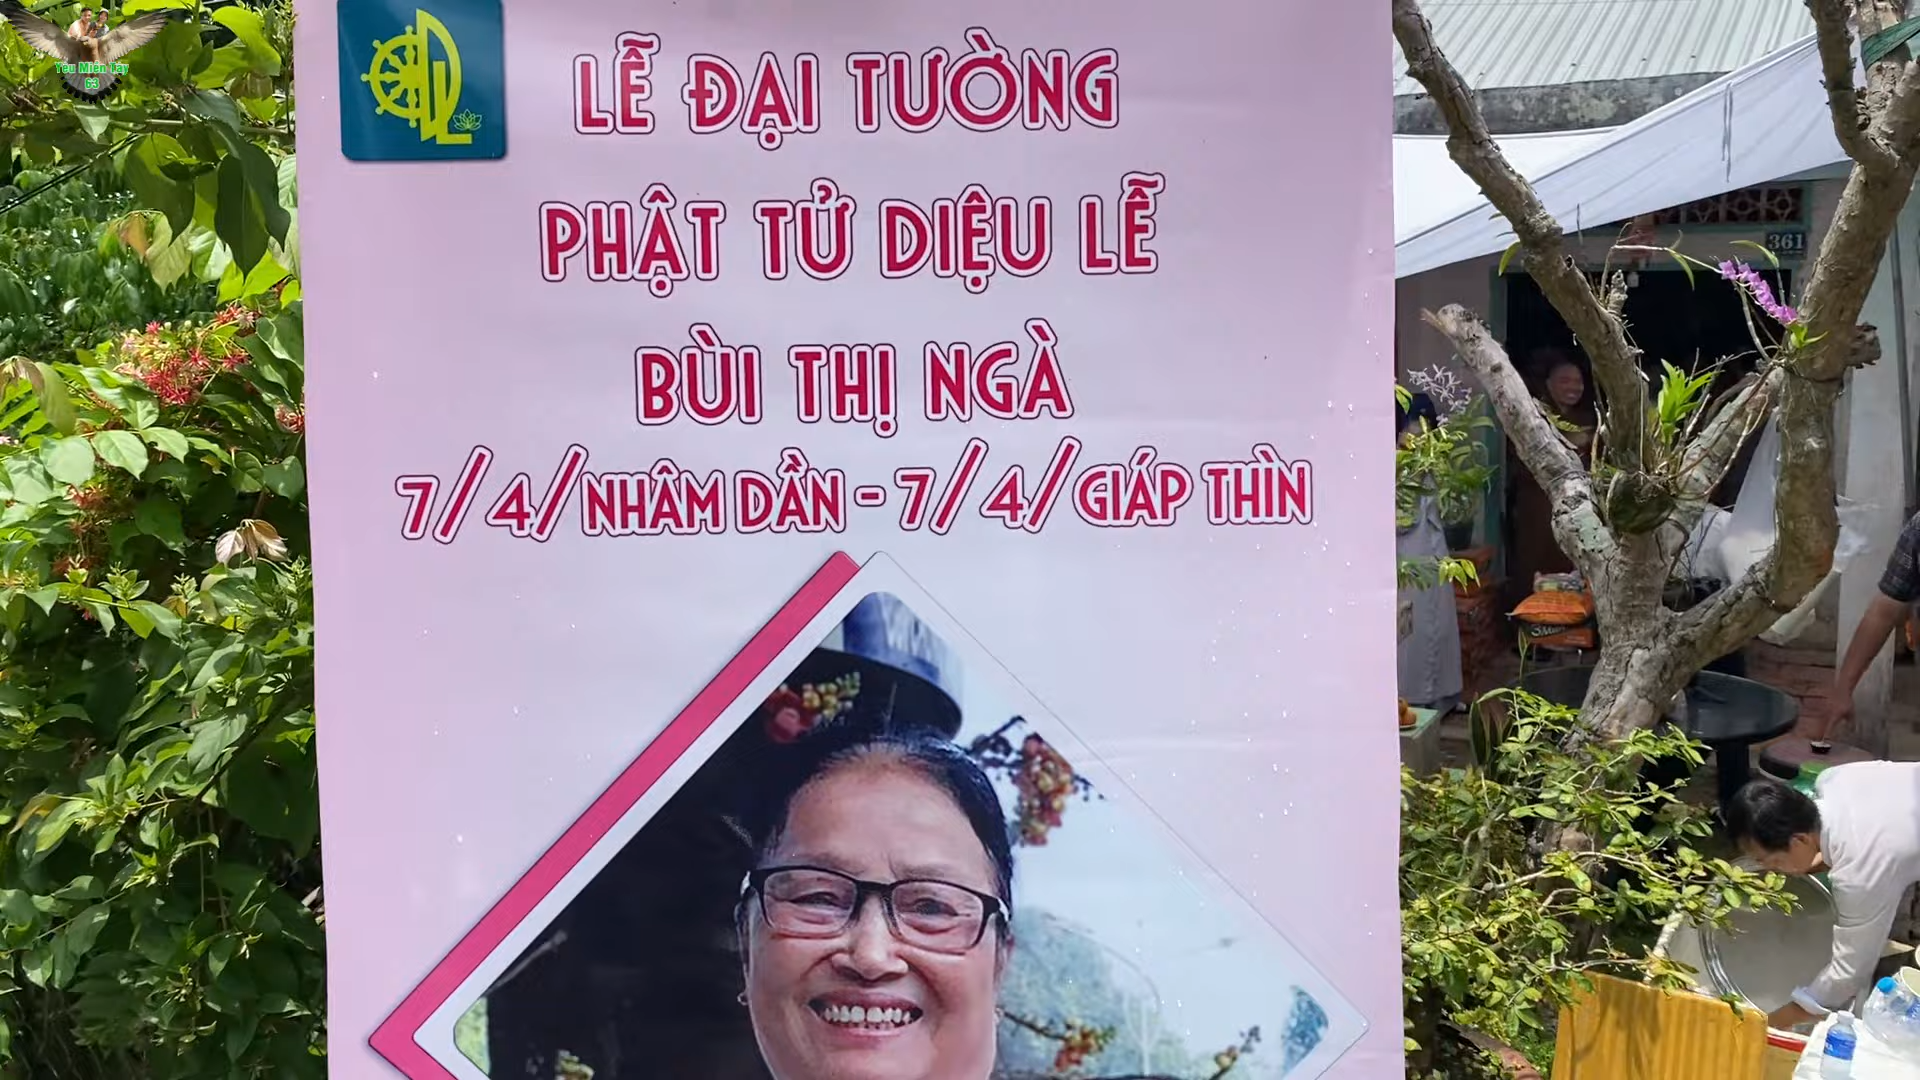 Yêu Miền Tây
63
LỄ ĐẠI TƯỜNG
PHẬT TỬ DIỆU LỄ
BÙI THỊ NGÀ
7/4/NHÂM DẦN - 7/4/GIÁP THÌN
361